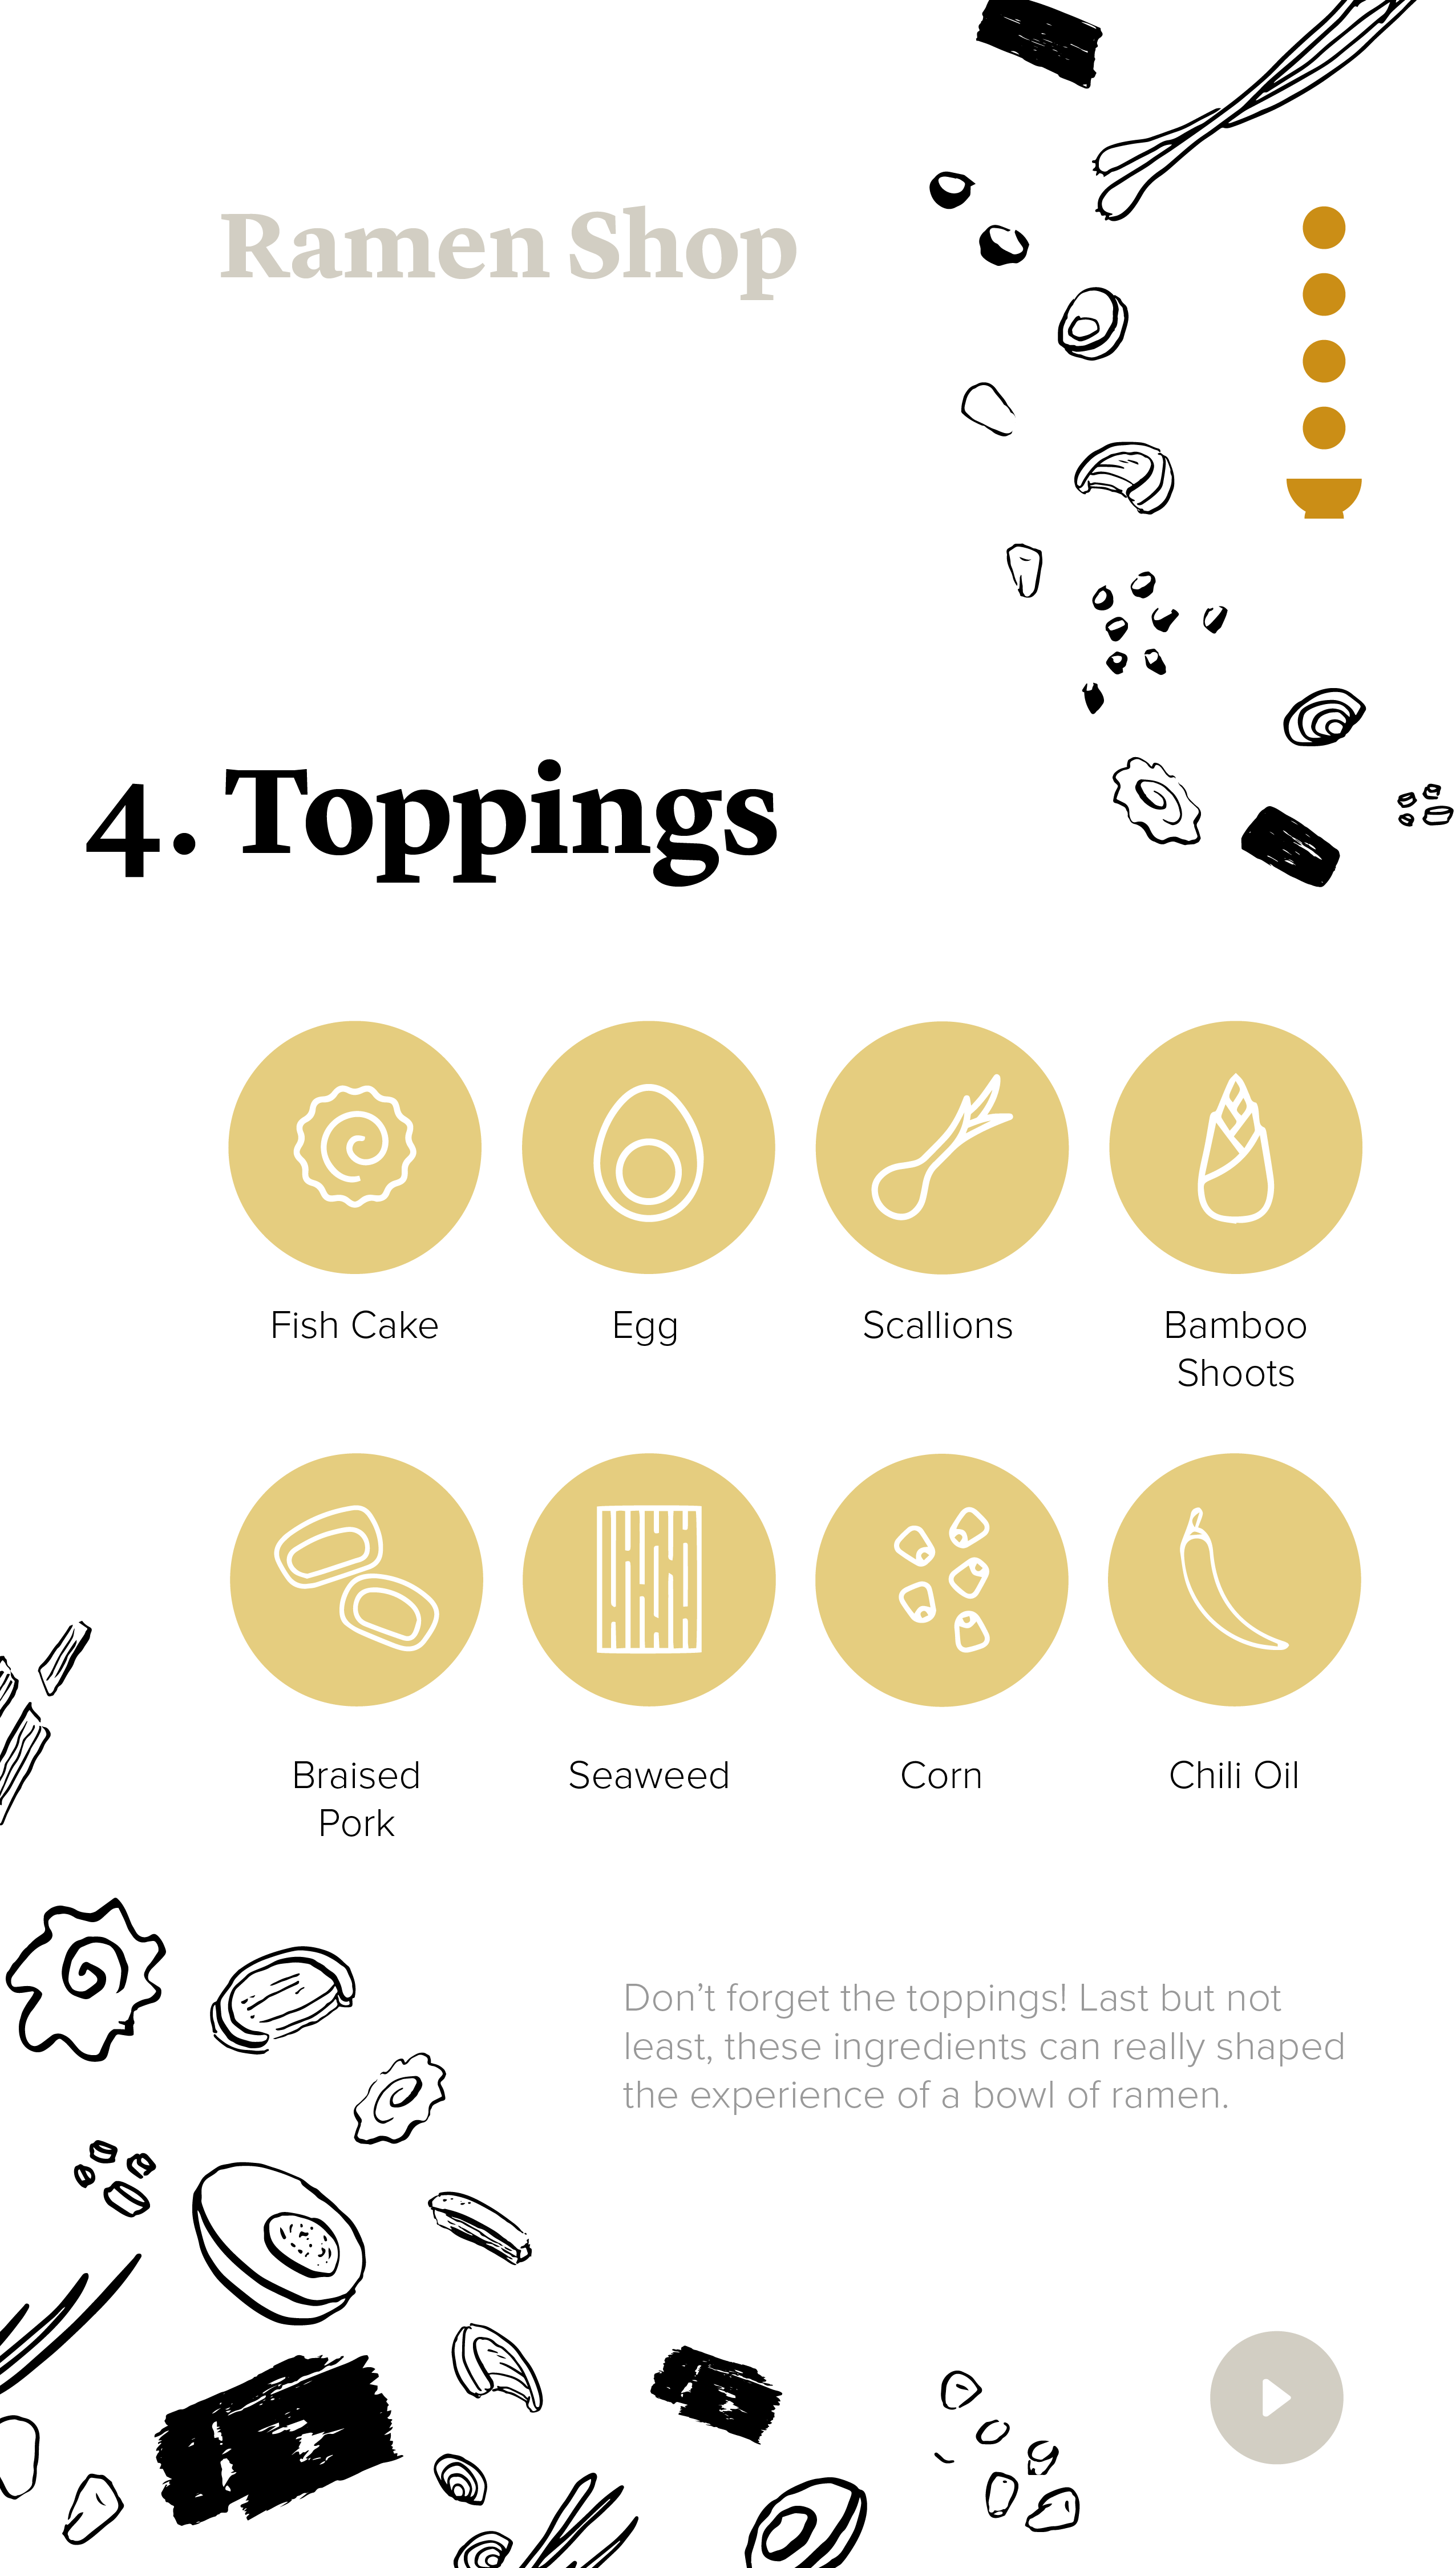 Ramen Shop
4. Toppings
Fish Cake
Egg
Scallions
Bamboo
Shoots
Braised
Pork
Seaweed
Corn
Chili Oil
Don’t forget the toppings! Last but not
least, these ingredients can really shaped
the experience of a bowl of ramen.